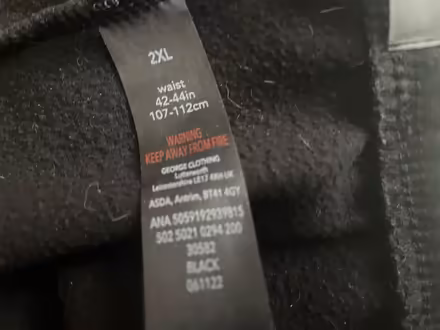 2XL
waist
42-44in
107-112cm
WARNING
KEEP AWAY FROM FIRE
GEORGE CLOTHING
Lutterworth
Leicestershire LE17 4XH UK
ASDA, Antrim, BT41 4GY
ANA 5059192939815
502 5021 0294 200
30582
BLACK
061122